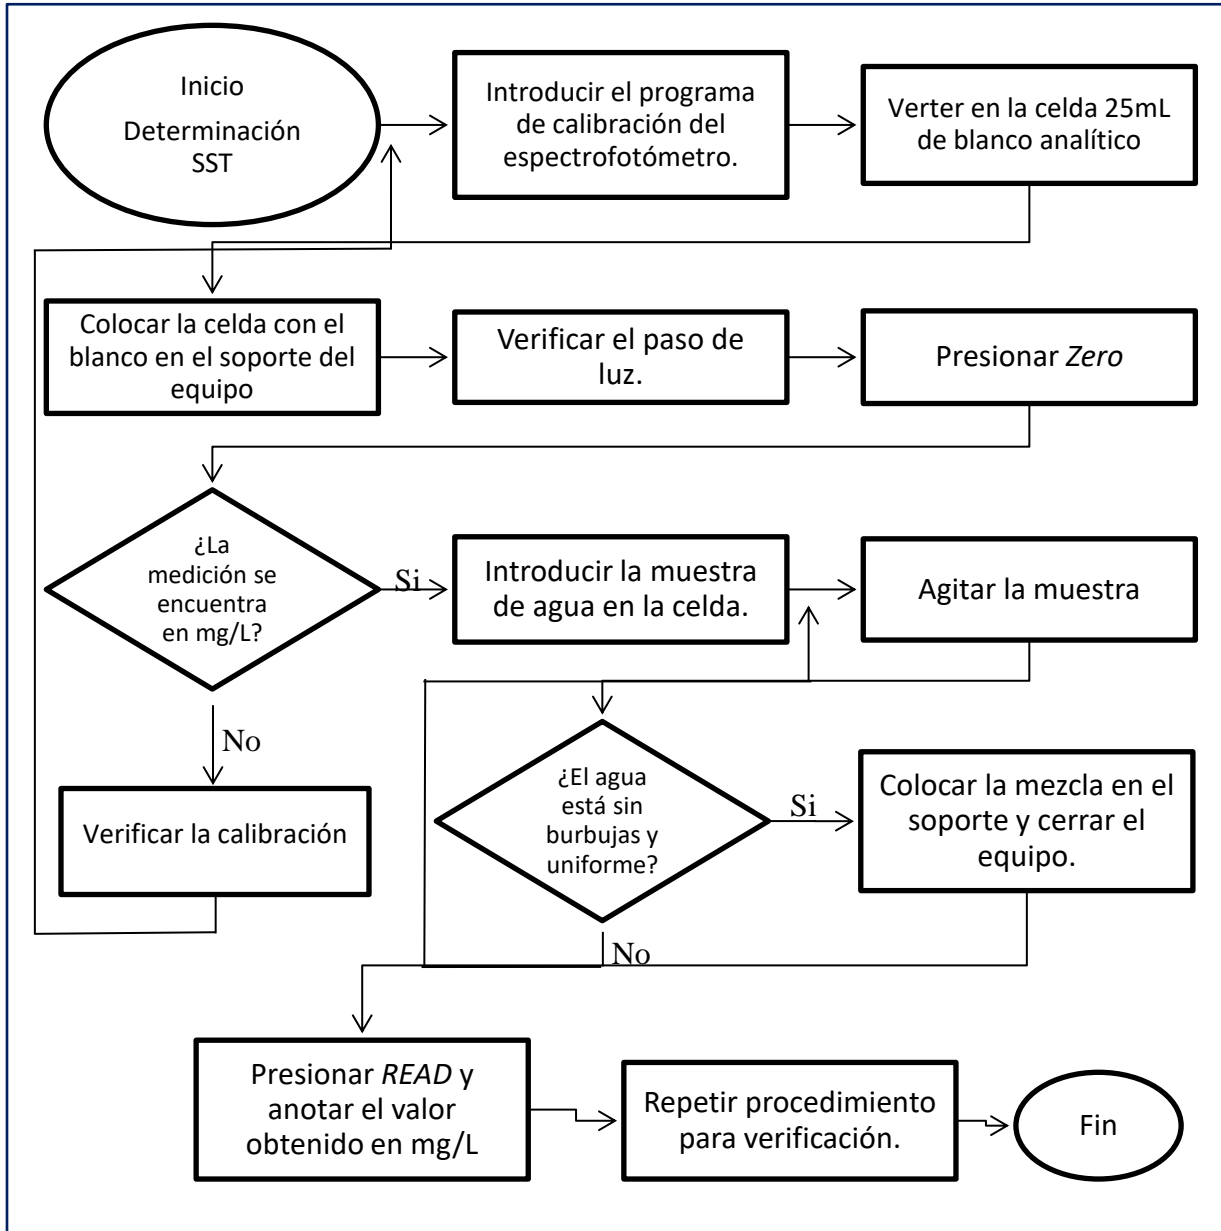 Inicio
Determinación
SST
Introducir el programa
de calibración del
espectrofotómetro.
Verter en la celda 25mL
de blanco analítico
Colocar la celda con el
blanco en el soporte del
equipo
Verificar el paso de
luz.
Presionar Zero
¿La
medición se
encuentra
en mg/L?
Si
Introducir la muestra
de agua en la celda.
Agitar la muestra
No
Verificar la calibración
¿El agua
está sin
burbujas y
uniforme?
Si
Colocar la mezcla en el
soporte y cerrar el
equipo.
No
Presionar READ y
anotar el valor
obtenido en mg/L
Repetir procedimiento
para verificación.
Fin